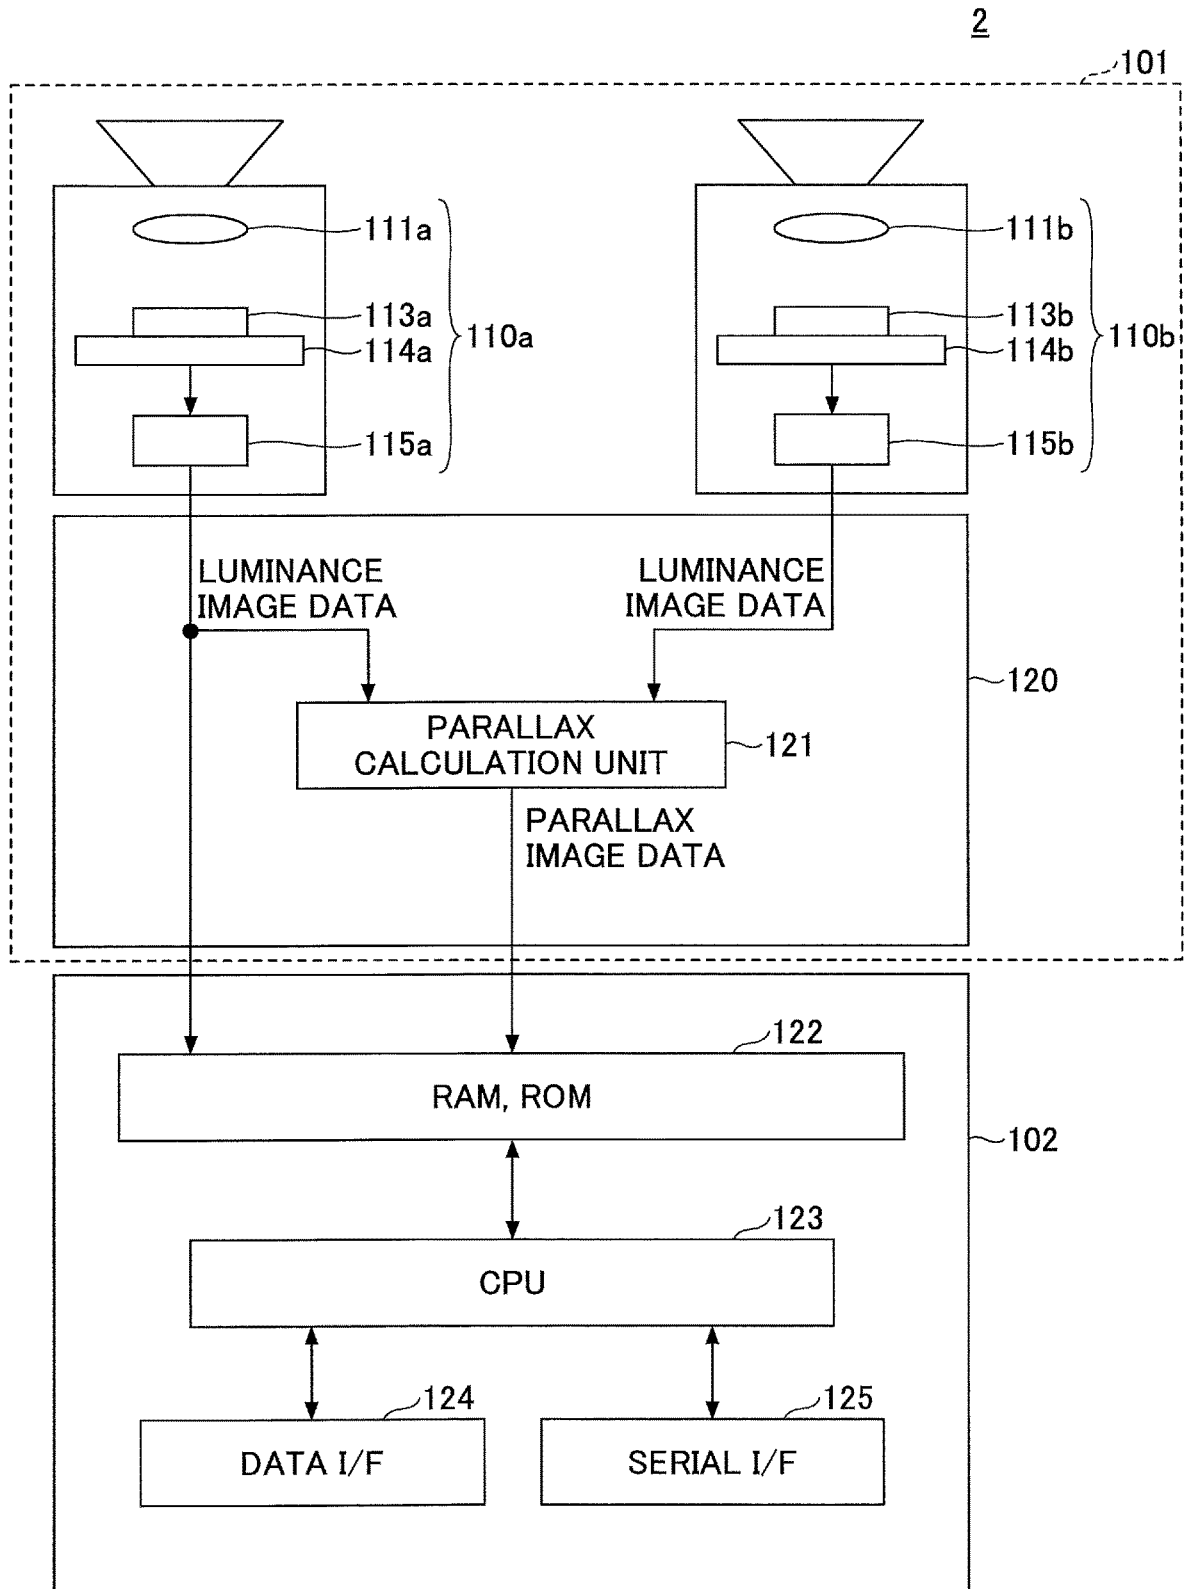 2
101
111a
111b
113a
113b
110a
110b
114a
114b
115a
115b
LUMINANCE
IMAGE DATA
LUMINANCE
IMAGE DATA
120
PARALLAX
CALCULATION UNIT
121
PARALLAX
IMAGE DATA
122
RAM, ROM
102
123
CPU
124
125
DATA I/F
SERIAL I/F